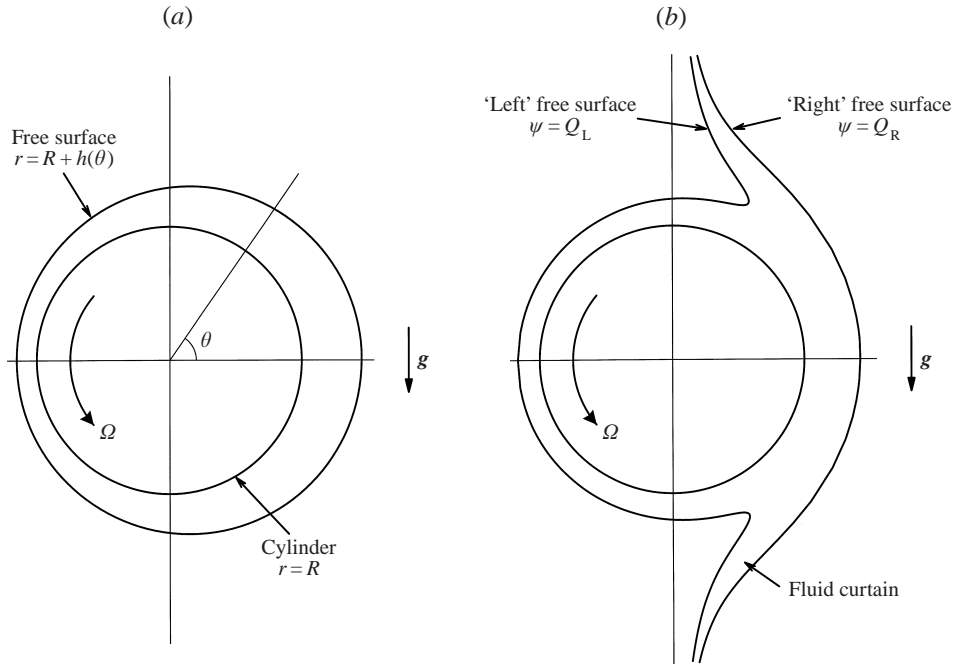 (a)
Free surface
r = R + h(θ)
θ
g
Ω
Cylinder
r = R
(b)
‘Left’ free surface
ψ = Q_L
‘Right’ free surface
ψ = Q_R
g
Ω
Fluid curtain